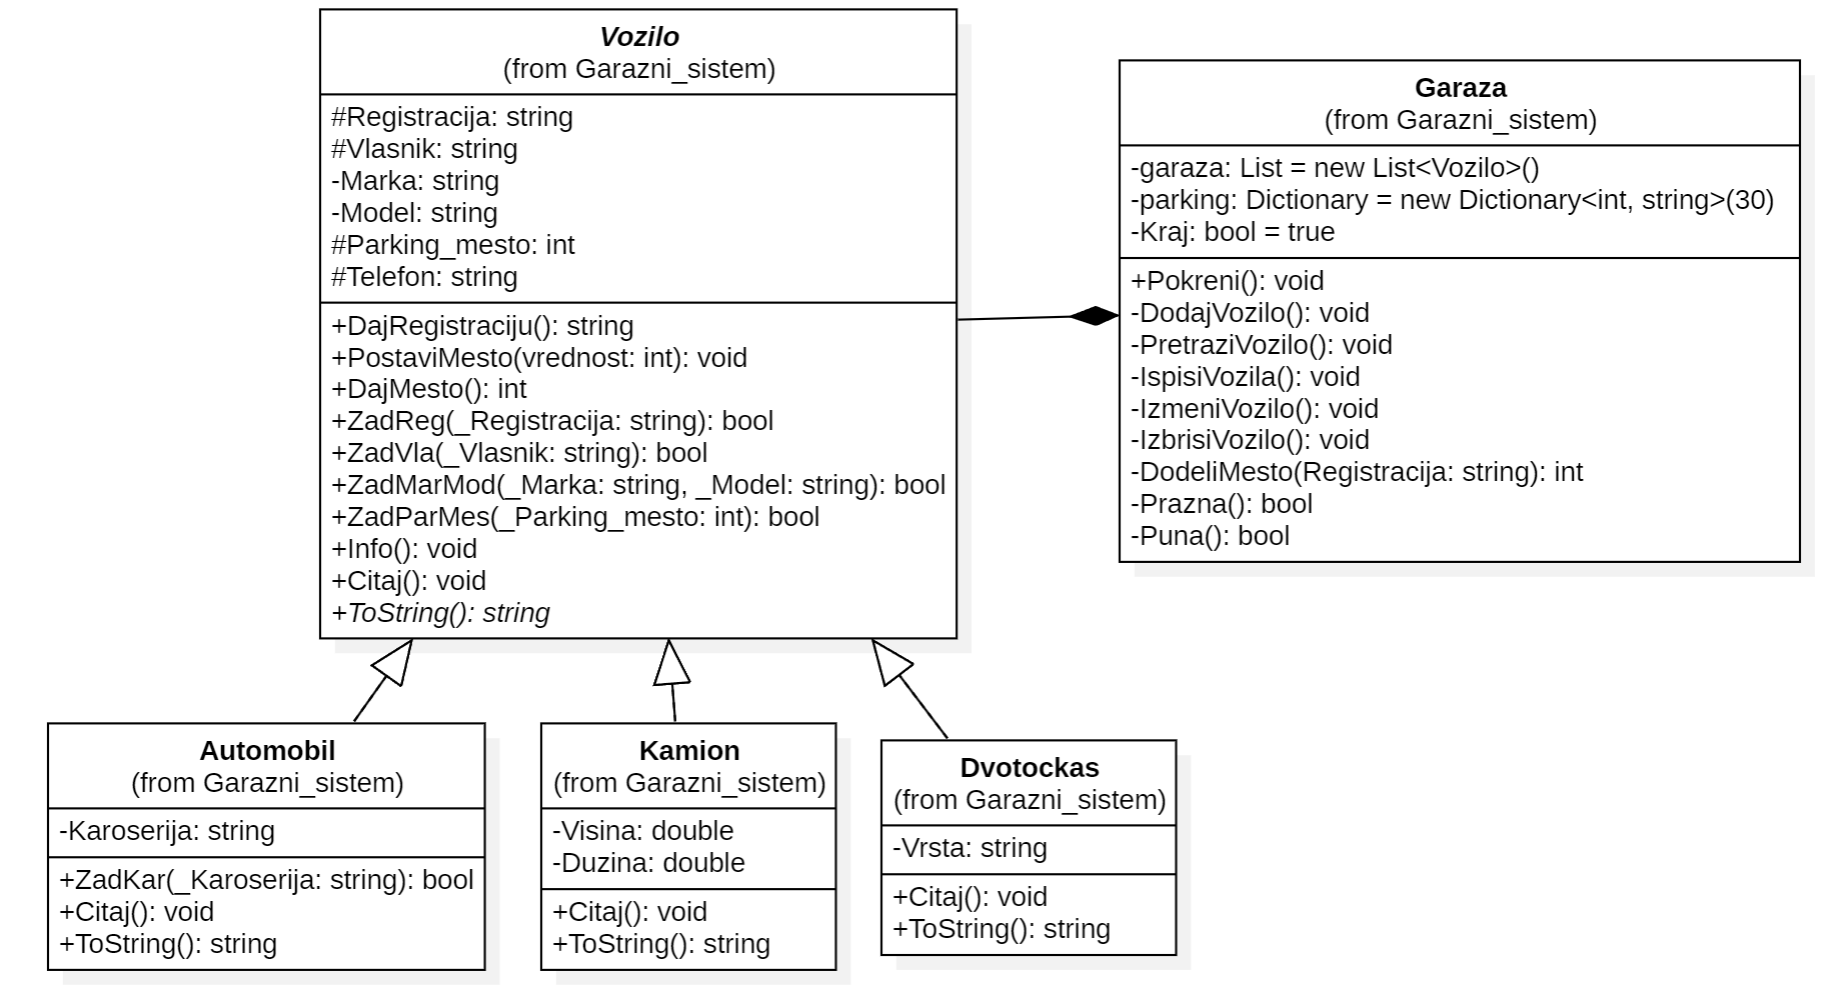 Vozilo
(from Garazni_sistem)
#Registracija: string
#Vlasnik: string
-Marka: string
-Model: string
#Parking_mesto: int
#Telefon: string
+DajRegistraciju(): string
+PostaviMesto(vrednost: int): void
+DajMesto(): int
+ZadReg(_Registracija: string): bool
+ZadVla(_Vlasnik: string): bool
+ZadMarMod(_Marka: string, _Model: string): bool
+ZadParMes(_Parking_mesto: int): bool
+Info(): void
+Citaj(): void
+ToString(): string
Garaza
(from Garazni_sistem)
-garaza: List = new List<Vozilo>()
-parking: Dictionary = new Dictionary<int, string>(30)
-Kraj: bool = true
+Pokreni(): void
-DodajVozilo(): void
-PretraziVozilo(): void
-IspisiVozila(): void
-IzmeniVozilo(): void
-IzbrisiVozilo(): void
-DodeliMesto(Registracija: string): int
-Prazna(): bool
-Puna(): bool
Automobil
(from Garazni_sistem)
-Karoserija: string
+ZadKar(_Karoserija: string): bool
+Citaj(): void
+ToString(): string
Kamion
(from Garazni_sistem)
-Visina: double
-Duzina: double
+Citaj(): void
+ToString(): string
Dvotockas
(from Garazni_sistem)
-Vrsta: string
+Citaj(): void
+ToString(): string